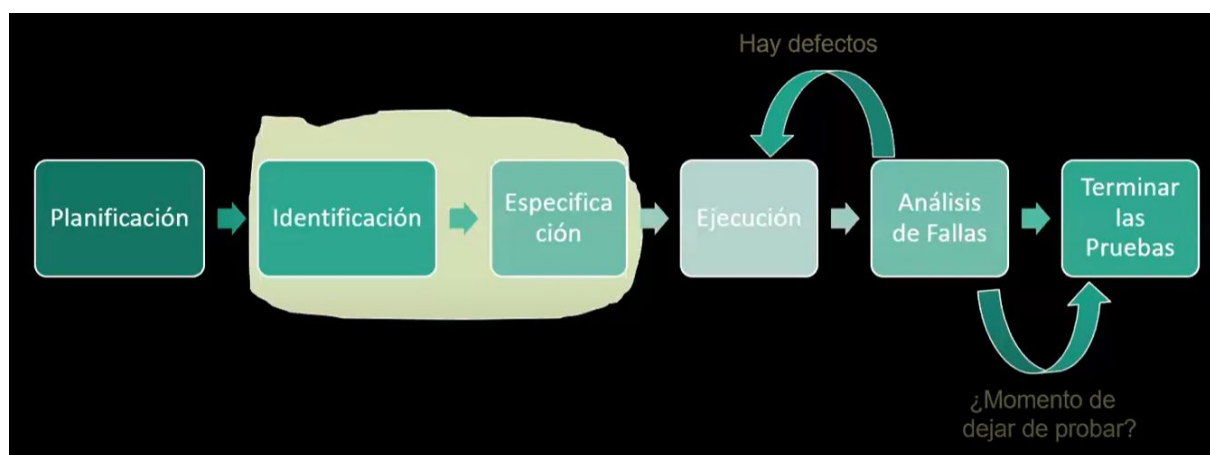 Hay defectos
Planificación
Identificación
Especifica
ción
Ejecución
Análisis
de Fallas
Terminar
las
Pruebas
¿Momento de
dejar de probar?